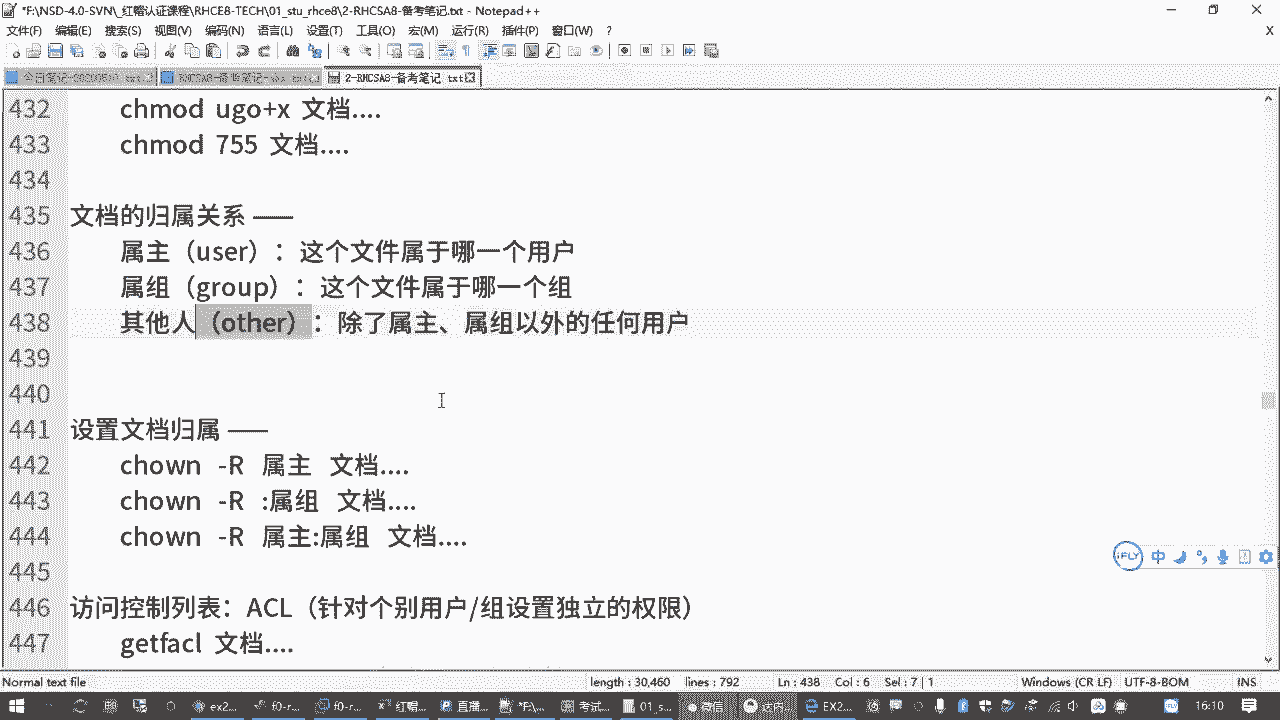 *F:\NSD-4.0-SVN\_红帽认证课程\RHCE8-TECH\01_stu_rhce8\2-RHCSA8-备考笔记.txt - Notepad++
文件(F) 编辑(E) 搜索(S) 视图(V) 编码(N) 语言(L) 设置(T) 工具(O) 宏(M) 运行(R) 插件(P) 窗口(W) ? X
2-RHCSA8-备考笔记.txt
432 chmod ugo+x 文档....
433 chmod 755 文档....
434
435 文档的归属关系 ——
436 属主（user）：这个文件属于哪一个用户
437 属组（group）：这个文件属于哪一个组
438 其他人（other）：除了属主、属组以外的任何用户
439
440
441 设置文档归属 ——
442 chown -R 属主 文档....
443 chown -R :属组 文档....
444 chown -R 属主:属组 文档....
445
446 访问控制列表：ACL（针对个别用户/组设置独立的权限）
447 getfacl 文档....
iFLY 中
Normal text file length : 30,460 lines : 792 Ln : 438 Col : 6 Sel : 7 | 1 Windows (CR LF) UTF-8-BOM INS
ex2... f0-r... f0-r... 红帽... 直播... *F:\... 考试... 01_s... 微信 EX2... 16:10